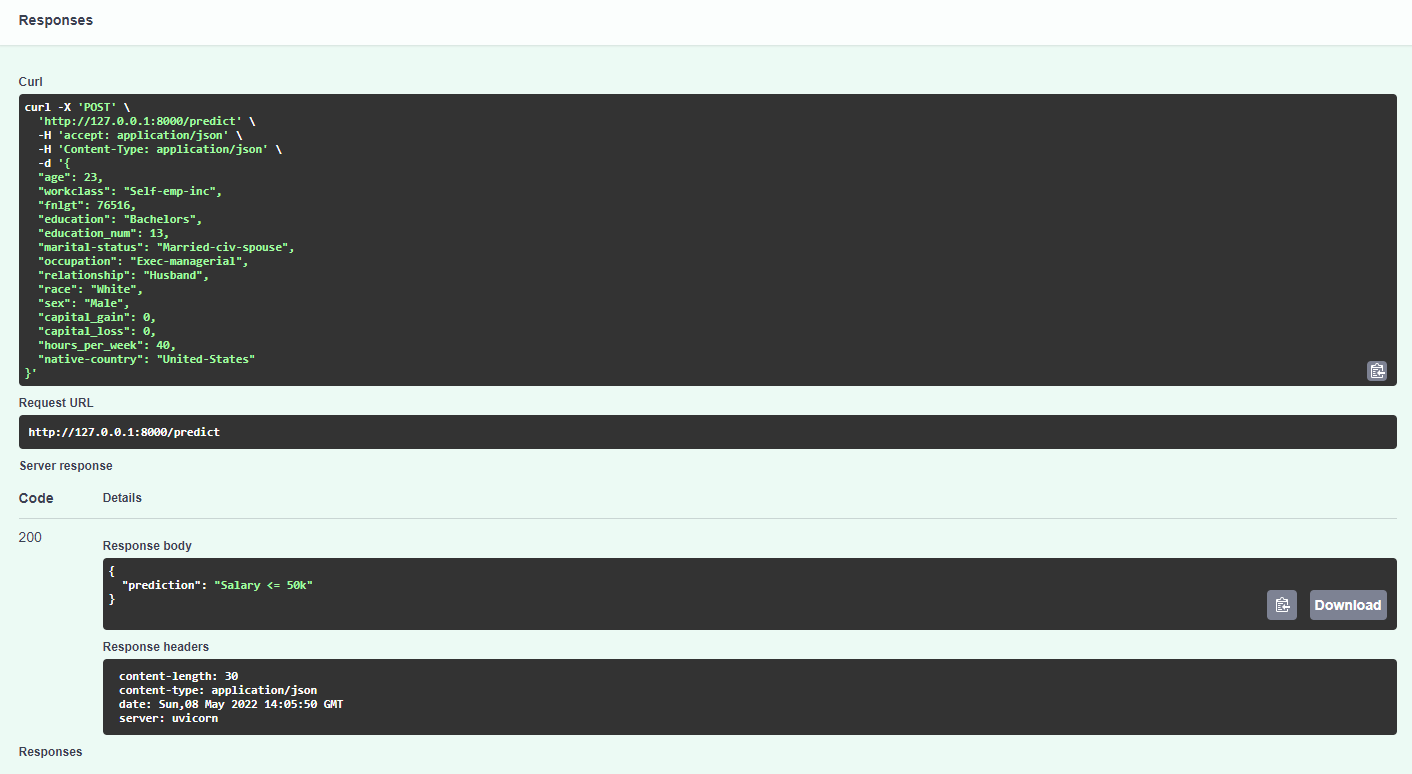 Responses
Curl
curl -X 'POST' \
'http://127.0.0.1:8000/predict' \
-H 'accept: application/json' \
-H 'Content-Type: application/json' \
-d '{
"age": 23,
"workclass": "Self-emp-inc",
"fnlgt": 76516,
"education": "Bachelors",
"education_num": 13,
"marital-status": "Married-civ-spouse",
"occupation": "Exec-managerial",
"relationship": "Husband",
"race": "White",
"sex": "Male",
"capital_gain": 0,
"capital_loss": 0,
"hours_per_week": 40,
"native-country": "United-States"
}'
Request URL
http://127.0.0.1:8000/predict
Server response
Code Details
200
Response body
{
"prediction": "Salary <= 50k"
}
Download
Response headers
content-length: 30
content-type: application/json
date: Sun,08 May 2022 14:05:50 GMT
server: uvicorn
Responses